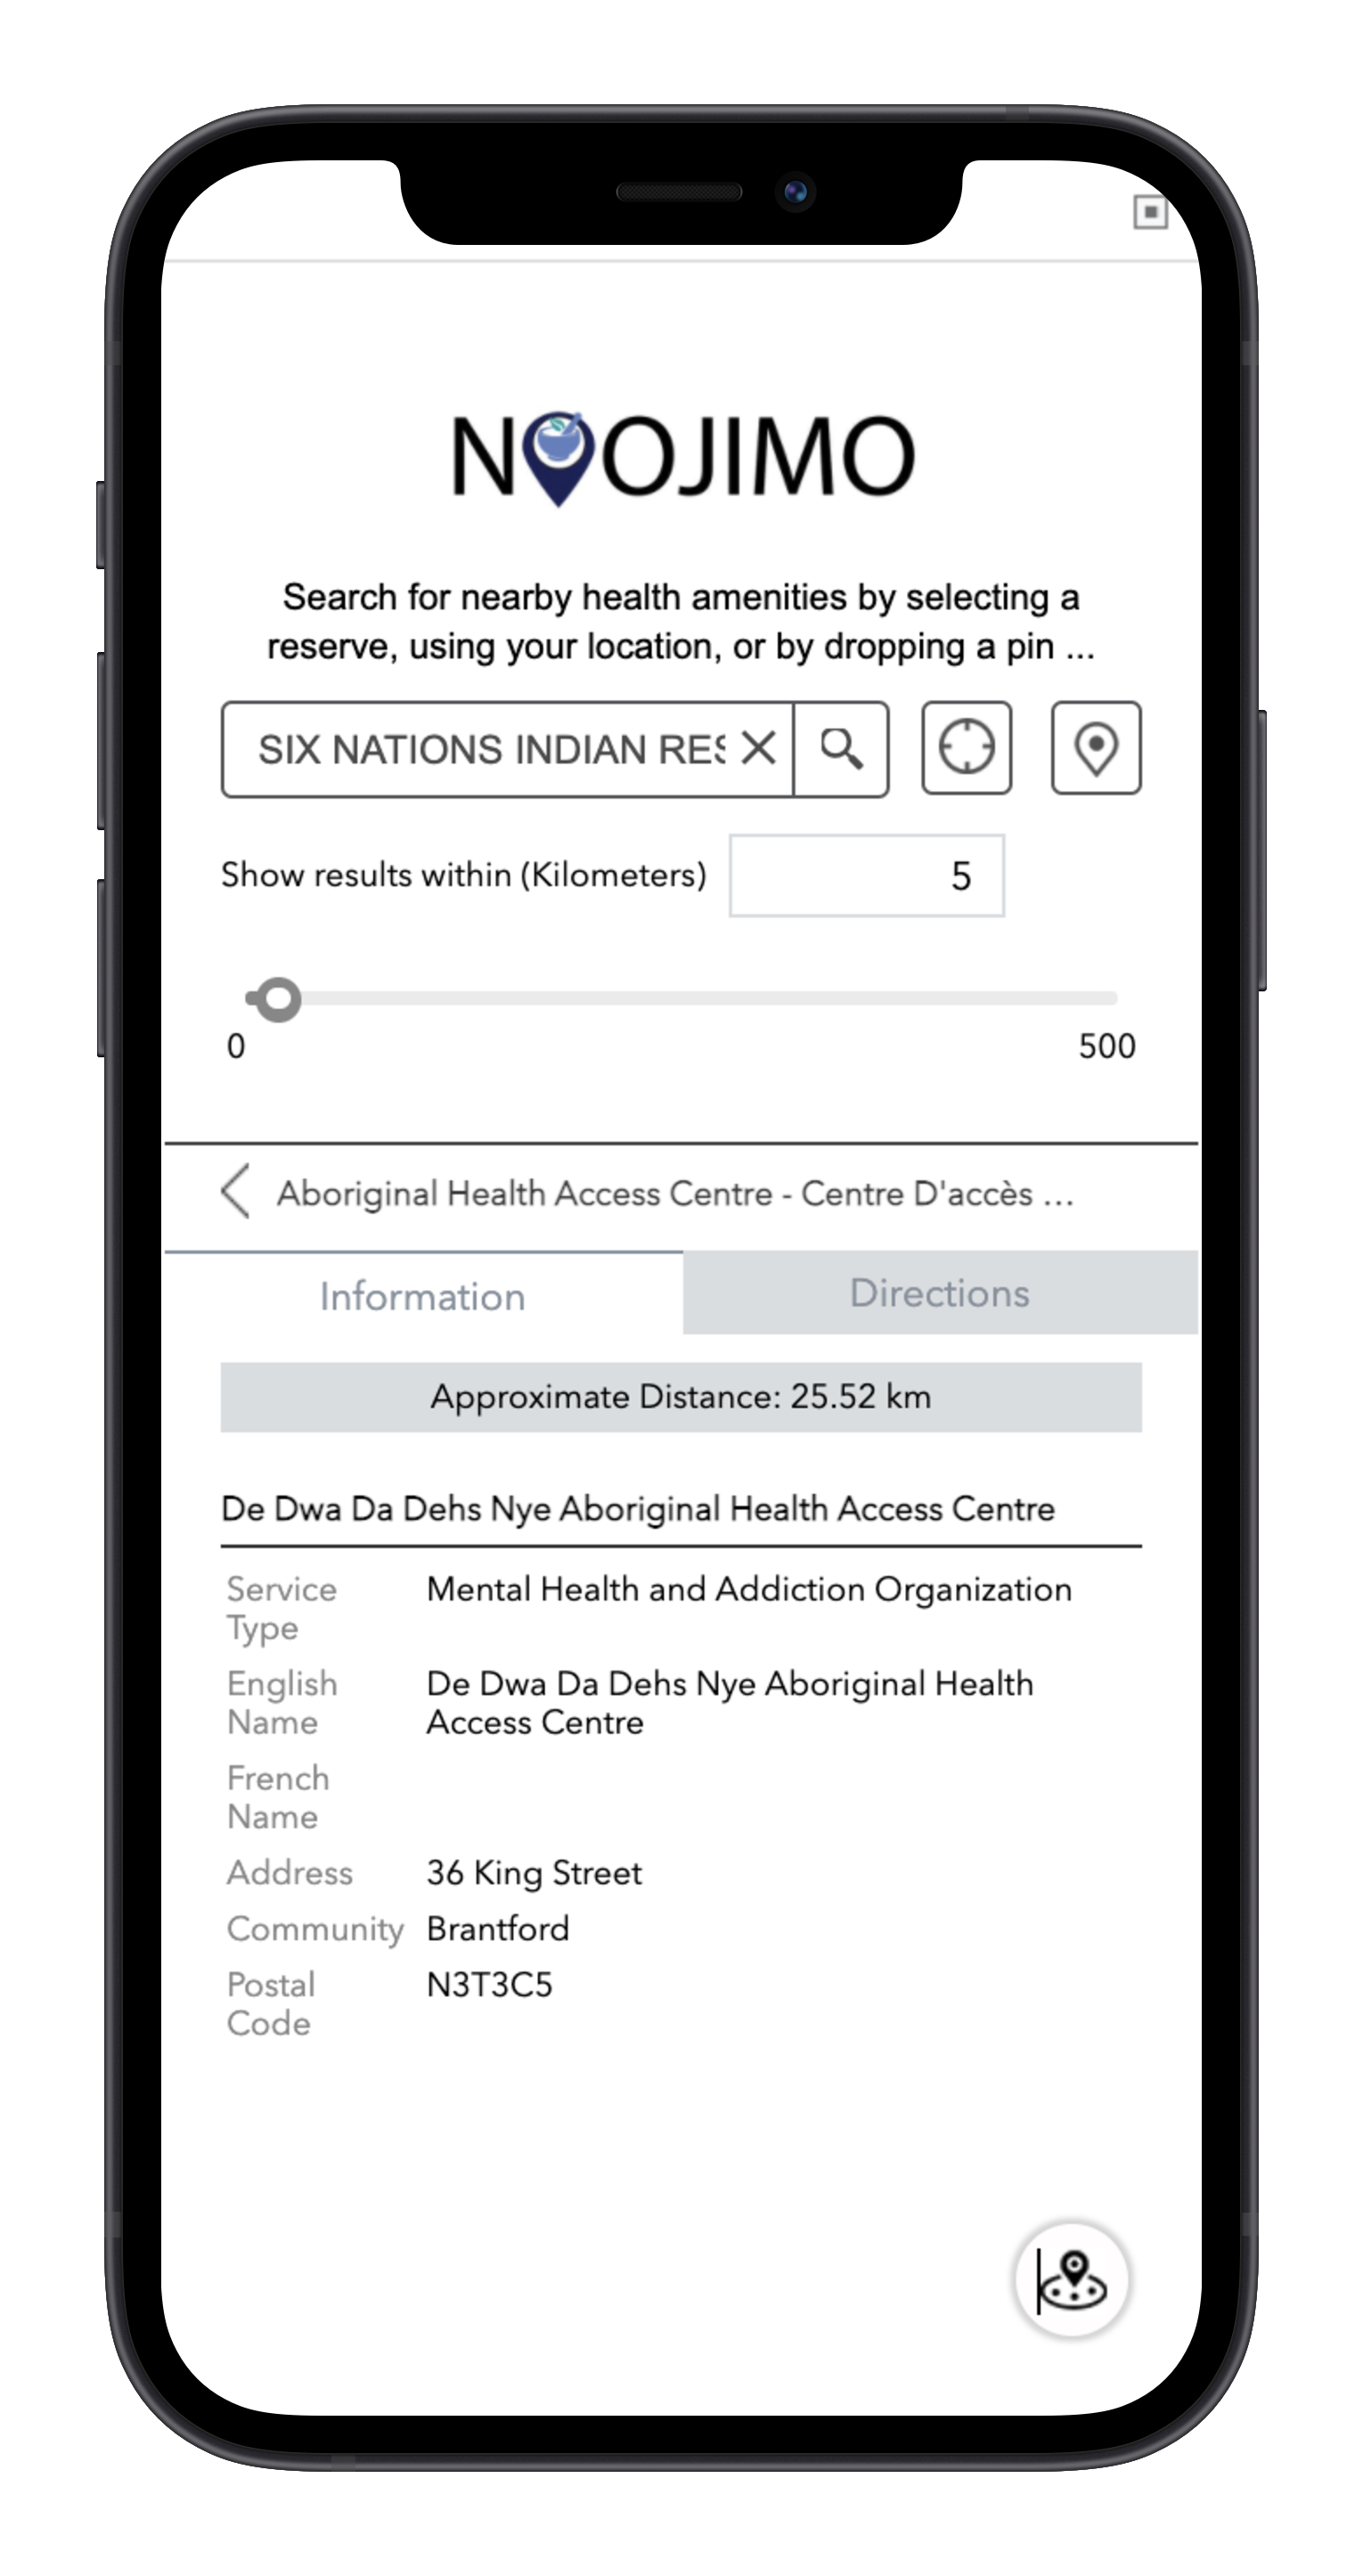 NOOJIMO
Search for nearby health amenities by selecting a
reserve, using your location, or by dropping a pin ...
SIX NATIONS INDIAN RES
Show results within (Kilometers) 5
0 500
Aboriginal Health Access Centre - Centre D'accès ...
Information Directions
Approximate Distance: 25.52 km
De Dwa Da Dehs Nye Aboriginal Health Access Centre
Service Mental Health and Addiction Organization
Type
English De Dwa Da Dehs Nye Aboriginal Health
Name Access Centre
French
Name
Address 36 King Street
Community Brantford
Postal N3T3C5
Code